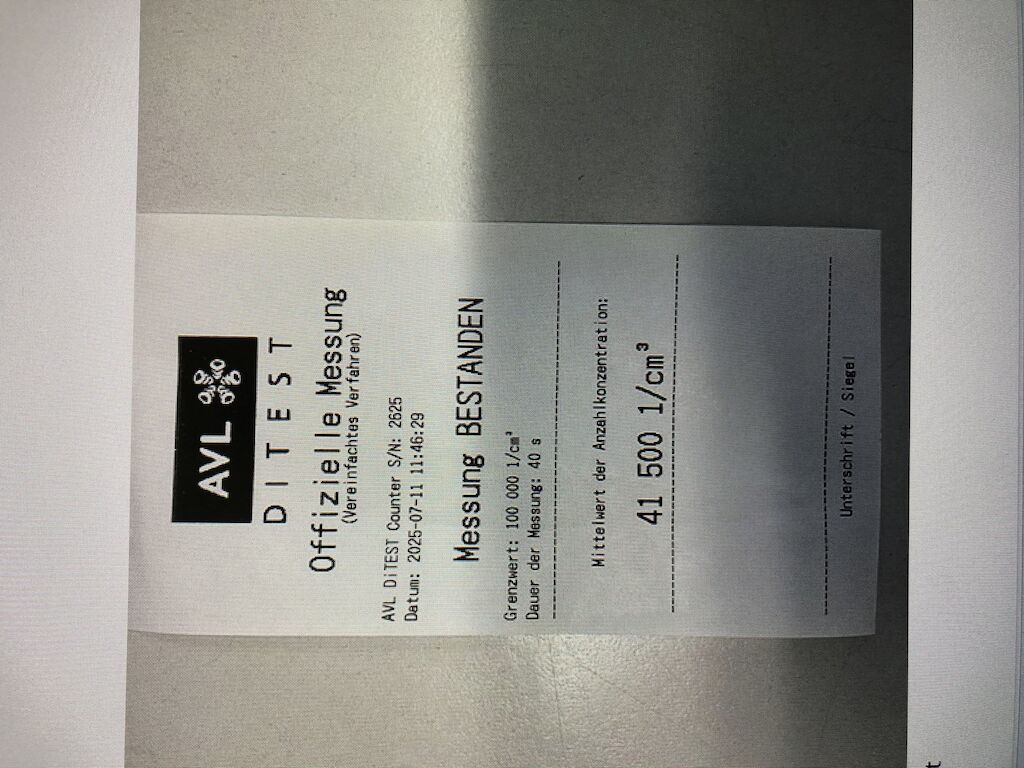 AVL
DiTEST
Offizielle Messung
(Vereinfachtes Verfahren)
AVL DiTEST Counter S/N: 2625
Datum: 2025-07-11 11:46:29
Messung BESTANDEN
Grenzwert: 100 000 1/cm³
Dauer der Messung: 40 s
Mittelwert der Anzahlkonzentration:
41 500 1/cm³
Unterschrift / Siegel
t